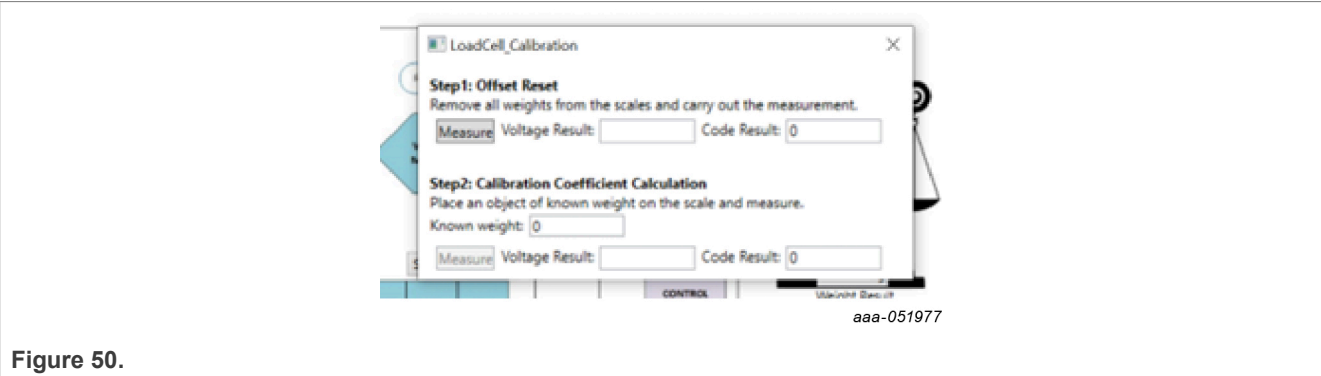 LoadCell_Calibration
Step1: Offset Reset
Remove all weights from the scales and carry out the measurement.
Measure Voltage Result: Code Result: 0
Step2: Calibration Coefficient Calculation
Place an object of known weight on the scale and measure.
Known weight: 0
Measure Voltage Result: Code Result: 0
CONTROL
Weight Result
aaa-051977
Figure 50.